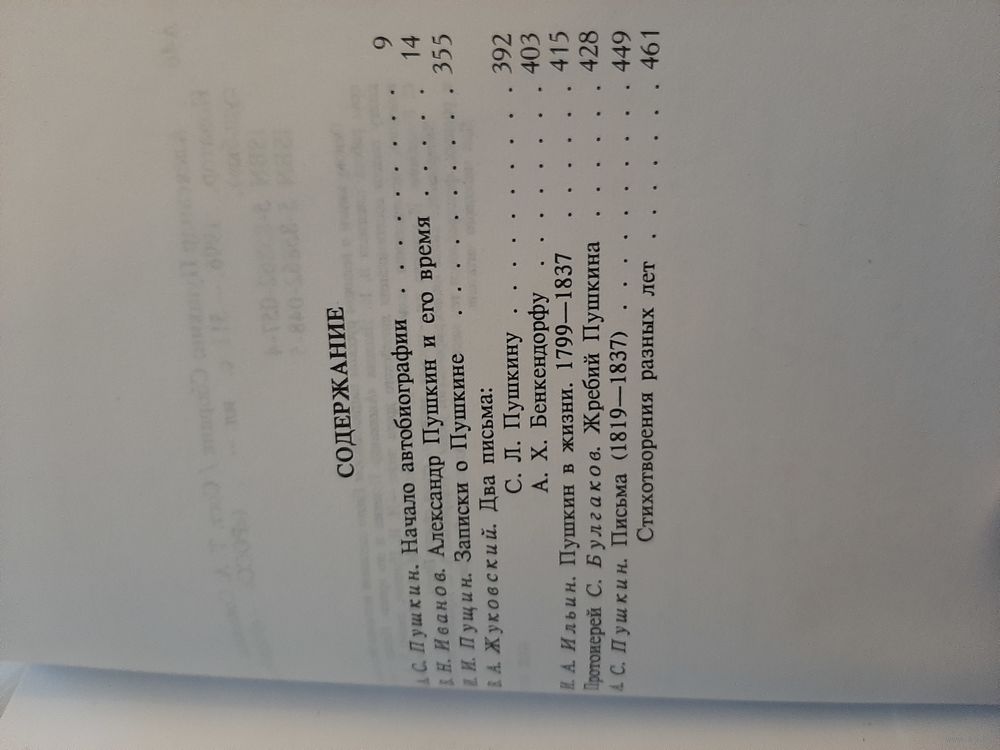 СОДЕРЖАНИЕ
А. С. Пушкин. Начало автобиографии . . . . . . . . 9
В. Н. Иванов. Александр Пушкин и его время . . . . 14
И. И. Пущин. Записки о Пушкине . . . . . . . . . 355
В. А. Жуковский. Два письма:
С. Л. Пушкину . . . . . . . . . 392
А. Х. Бенкендорфу . . . . . . . 403
И. А. Ильин. Пушкин в жизни. 1799—1837 . . . . . 415
Протоиерей С. Булгаков. Жребий Пушкина . . . . . 428
А. С. Пушкин. Письма (1819—1837) . . . . . . . . 449
Стихотворения разных лет . . . . . . 461